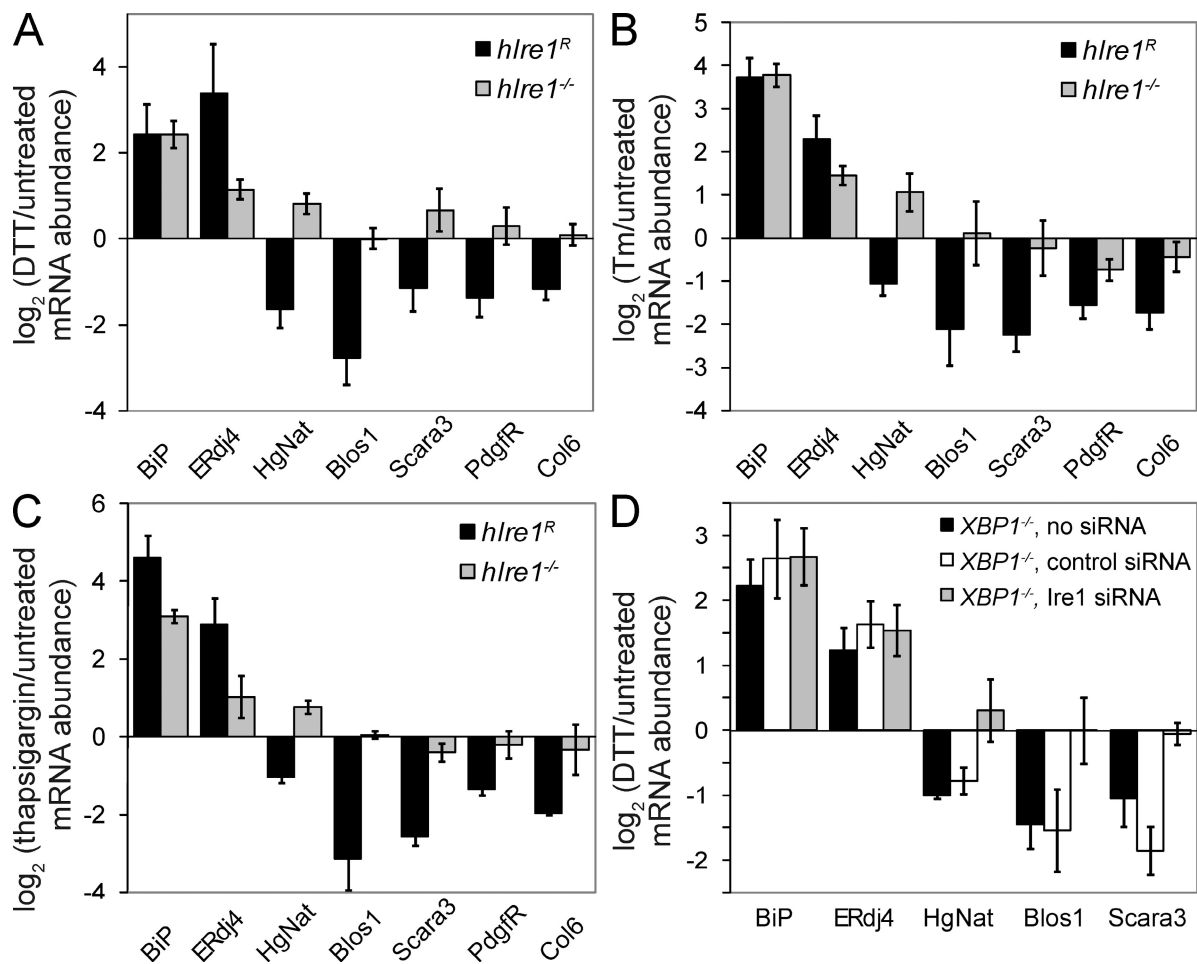 A
log₂ (DTT/untreated
mRNA abundance)
4
2
0
-2
-4
hIre1ᴿ
hIre1⁻/⁻
BiP
ERdj4
HgNat
Blos1
Scara3
PdgfR
Col6
B
log₂ (Tm/untreated
mRNA abundance)
5
4
3
2
1
0
-1
-2
-3
-4
hIre1ᴿ
hIre1⁻/⁻
BiP
ERdj4
HgNat
Blos1
Scara3
PdgfR
Col6
C
log₂ (thapsigargin/untreated
mRNA abundance)
6
4
2
0
-2
-4
hIre1ᴿ
hIre1⁻/⁻
BiP
ERdj4
HgNat
Blos1
Scara3
PdgfR
Col6
D
log₂ (DTT/untreated
mRNA abundance)
3
2
1
0
-1
-2
XBP1⁻/⁻, no siRNA
XBP1⁻/⁻, control siRNA
XBP1⁻/⁻, Ire1 siRNA
BiP
ERdj4
HgNat
Blos1
Scara3